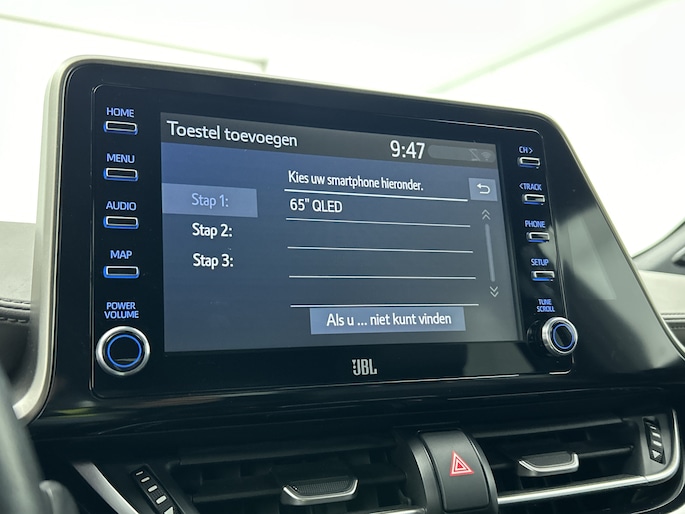 HOME
MENU
AUDIO
MAP
POWER
VOLUME
Toestel toevoegen
9:47
Kies uw smartphone hieronder.
Stap 1:
65" QLED
Stap 2:
Stap 3:
Als u ... niet kunt vinden
CH>
<TRACK
PHONE
SETUP
TUNE
SCROLL
JBL